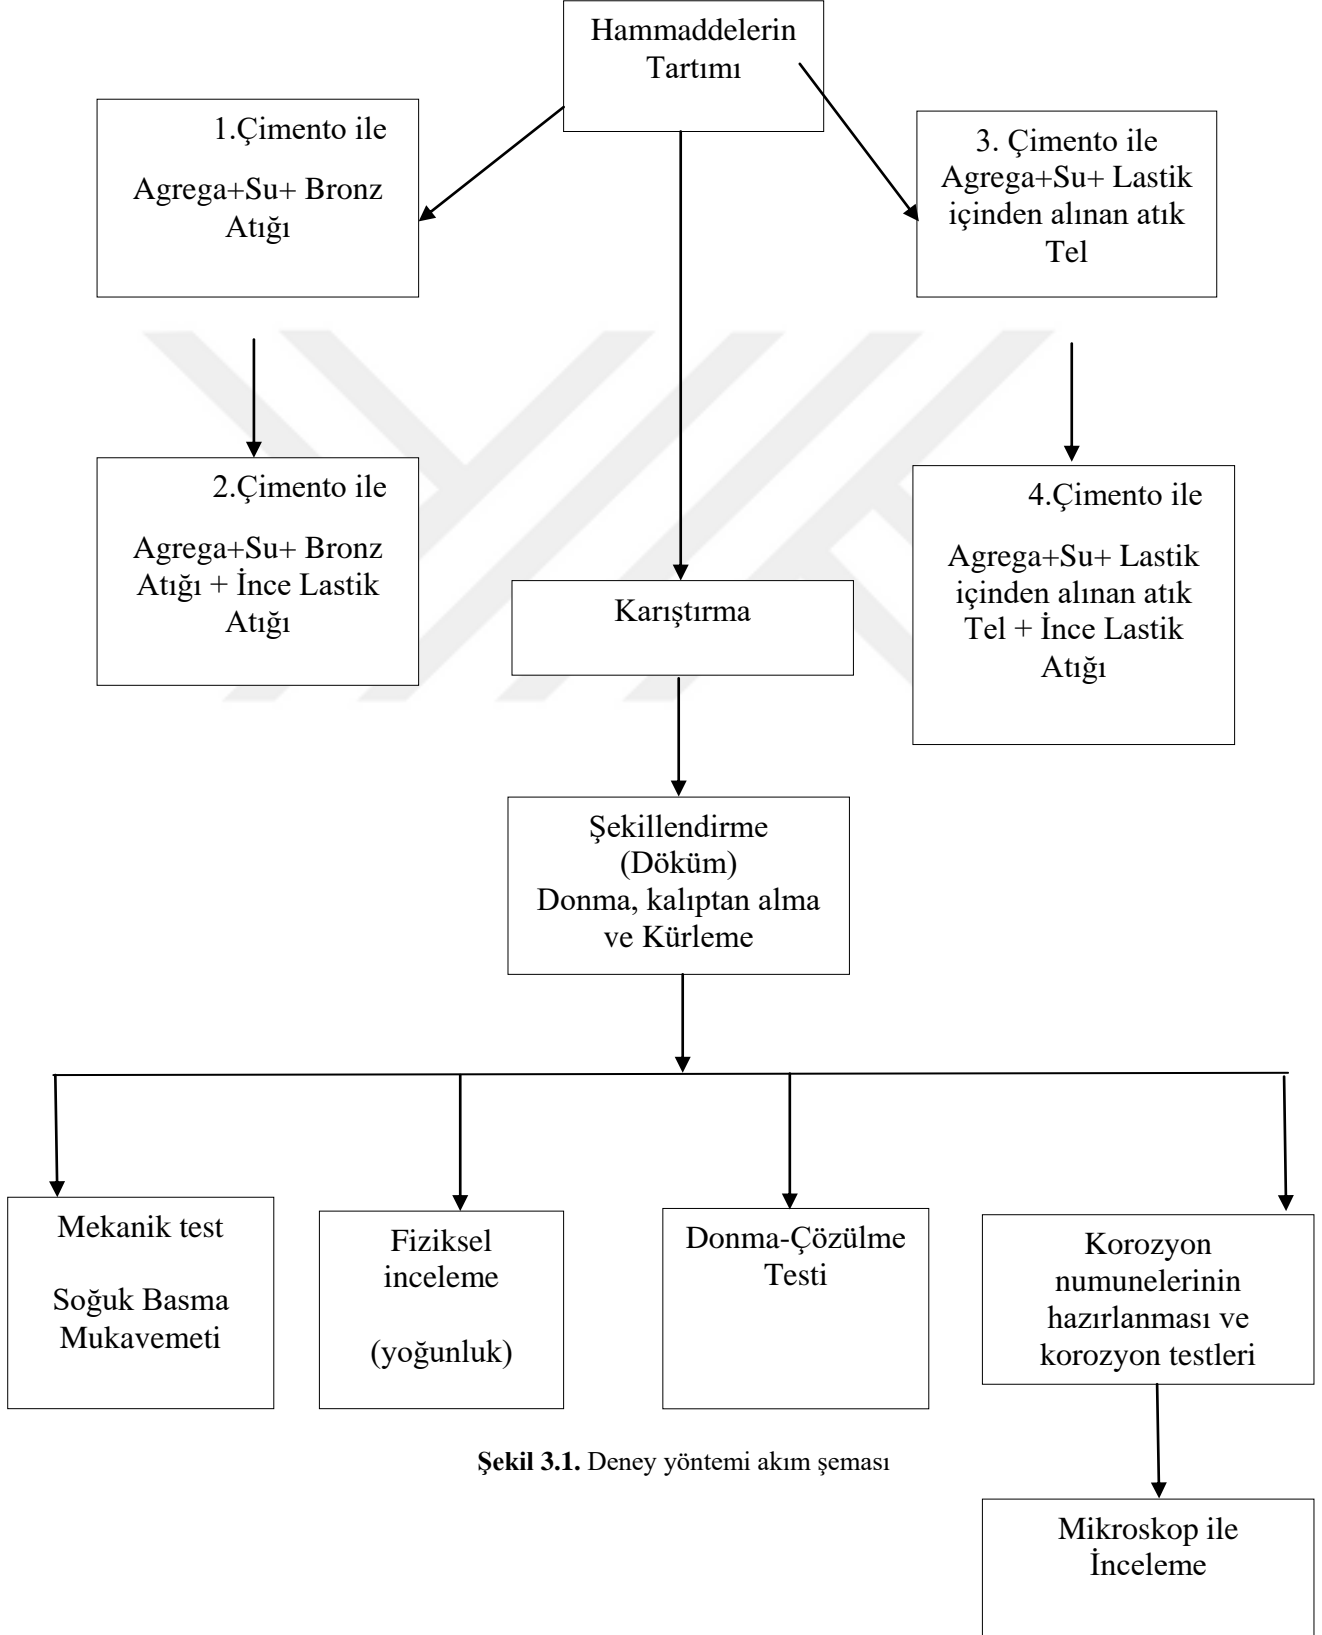 Hammaddelerin
Tartımı
1.Çimento ile
Agrega+Su+ Bronz
Atığı
3. Çimento ile
Agrega+Su+ Lastik
içinden alınan atık
Tel
2.Çimento ile
Agrega+Su+ Bronz
Atığı + İnce Lastik
Atığı
4.Çimento ile
Agrega+Su+ Lastik
içinden alınan atık
Tel + İnce Lastik
Atığı
Karıştırma
Şekillendirme
(Döküm)
Donma, kalıptan alma
ve Kürleme
Mekanik test
Soğuk Basma
Mukavemeti
Fiziksel
inceleme
(yoğunluk)
Donma-Çözülme
Testi
Korozyon
numunelerinin
hazırlanması ve
korozyon testleri
Şekil 3.1. Deney yöntemi akım şeması
Mikroskop ile
İnceleme